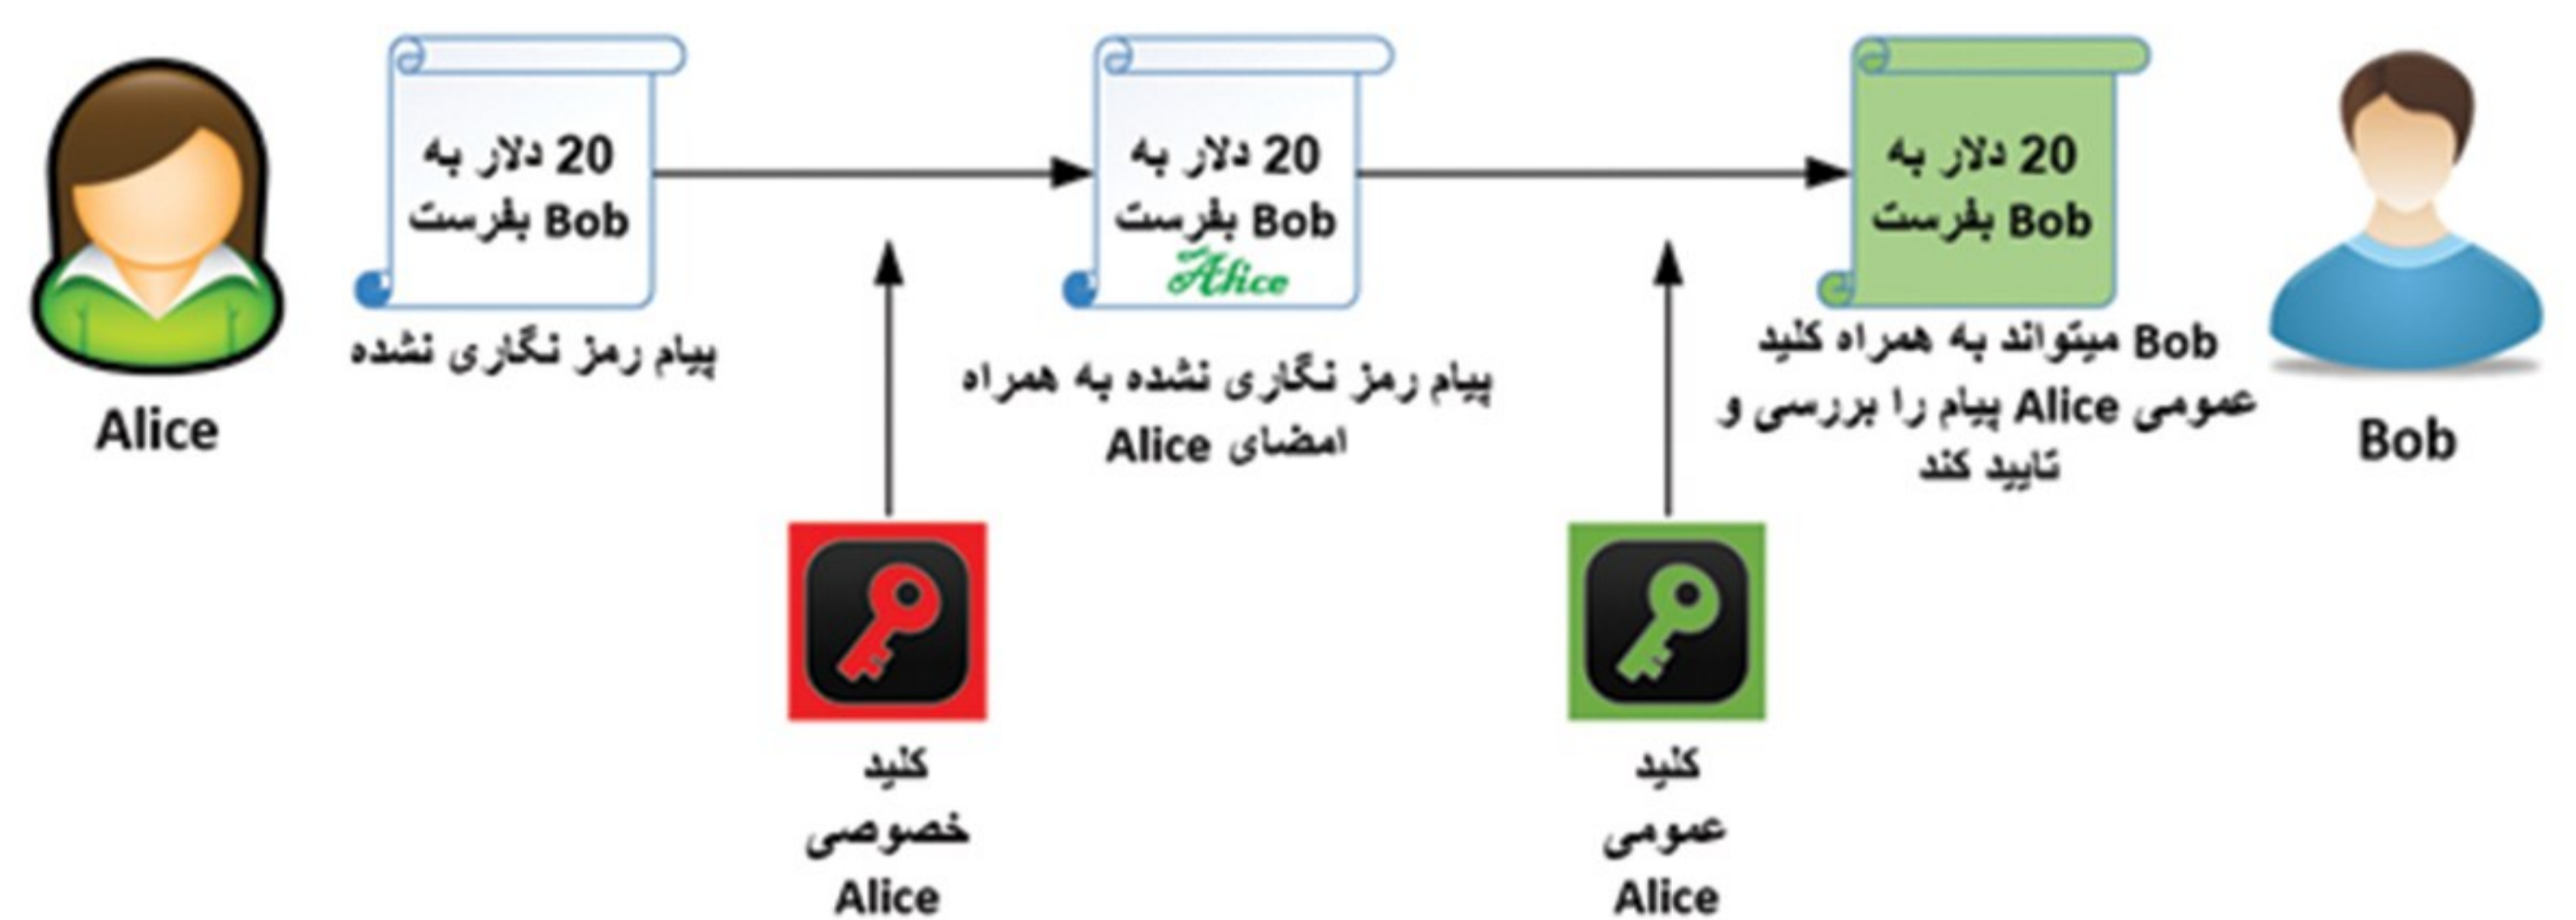 20 دلار به
Bob بفرست
پیام رمز نگاری نشده
Alice
20 دلار به
Bob بفرست
Alice
پیام رمز نگاری نشده به همراه
امضای Alice
20 دلار به
Bob بفرست
Bob میتواند به همراه کلید
عمومی Alice پیام را بررسی و
تایید کند
Bob
کلید
خصوصی
Alice
کلید
عمومی
Alice